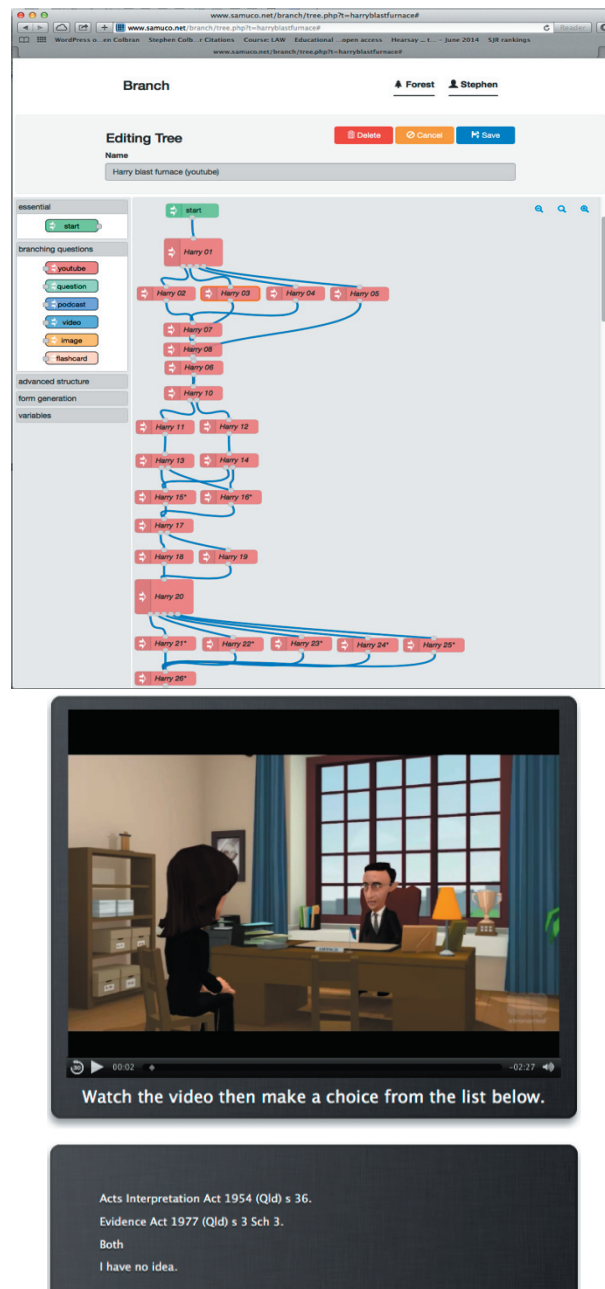 www.samuco.net/branch/tree.php?t=harryblastfurnace#
www.samuco.net/branch/tree.php?t=harryblastfurnace# Reader
WordPress o...en Colbran Stephen Colb...r Citations Course: LAW Educational ...open access Hearsay ... t... – June 2014 SJR rankings
www.samuco.net/branch/tree.php?t=harryblastfurnace#
Branch Forest Stephen
Editing Tree Delete Cancel Save
Name
Harry blast furnace (youtube)
essential
start
branching questions
youtube
question
podcast
video
image
flashcard
advanced structure
form generation
variables
start
Harry 01
Harry 02 Harry 03 Harry 04 Harry 05
Harry 07
Harry 08
Harry 10
Harry 11 Harry 12
Harry 13 Harry 14
Harry 15* Harry 16*
Harry 17
Harry 18 Harry 19
Harry 20
Harry 21* Harry 22* Harry 23* Harry 24* Harry 25*
Harry 26*
30 00:02 -02:27
Watch the video then make a choice from the list below.
Acts Interpretation Act 1954 (Qld) s 36.
Evidence Act 1977 (Qld) s 3 Sch 3.
Both
I have no idea.